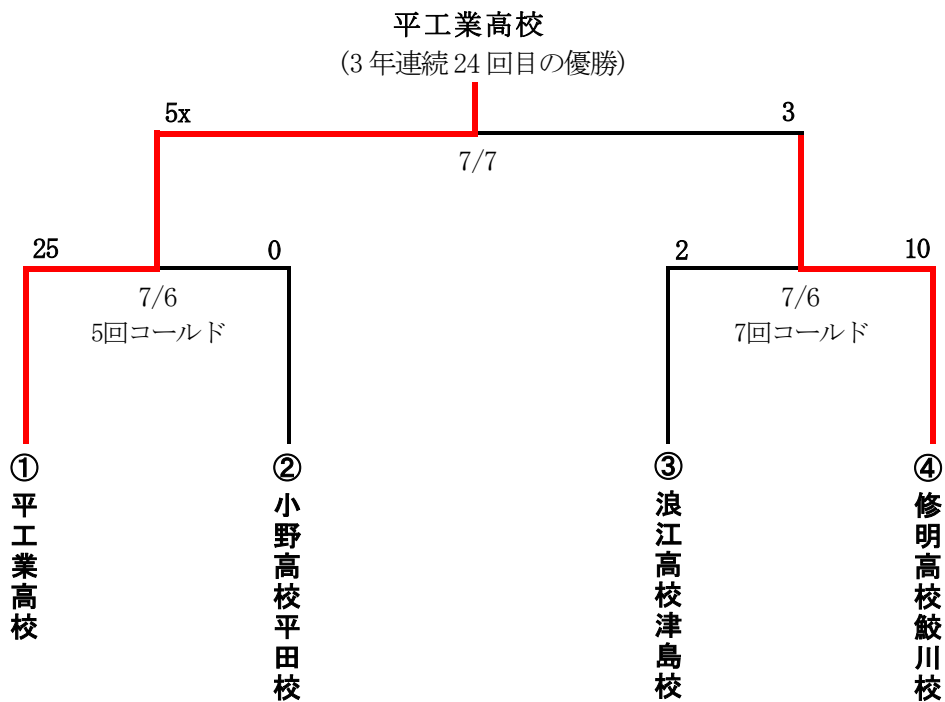 平工業高校
(3年連続24回目の優勝)
5x
3
7/7
25
0
2
10
7/6
5回コールド
7/6
7回コールド
①平工業高校
②小野高校平田校
③浪江高校津島校
④修明高校鮫川校